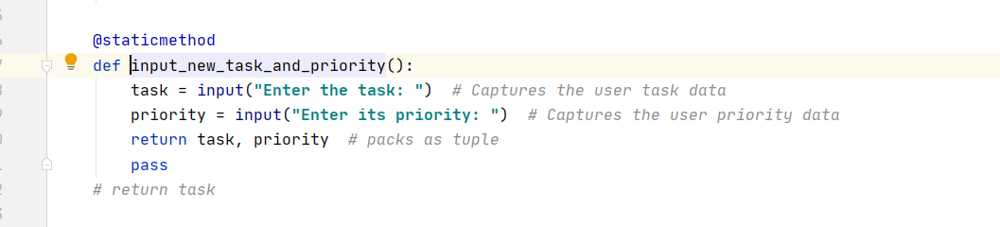 @staticmethod
def input_new_task_and_priority():
task = input("Enter the task: ")  # Captures the user task data
priority = input("Enter its priority: ")  # Captures the user priority data
return task, priority  # packs as tuple
pass
# return task